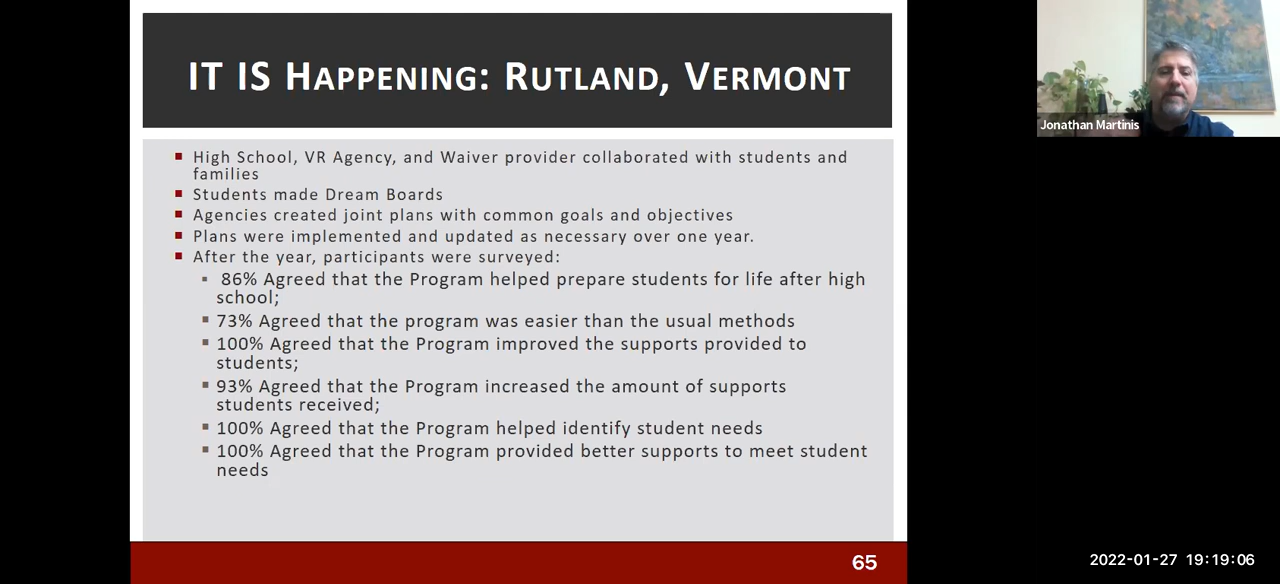 IT IS HAPPENING: RUTLAND, VERMONT
High School, VR Agency, and Waiver provider collaborated with students and
families
Students made Dream Boards
Agencies created joint plans with common goals and objectives
Plans were implemented and updated as necessary over one year.
After the year, participants were surveyed:
86% Agreed that the Program helped prepare students for life after high
school;
73% Agreed that the program was easier than the usual methods
100% Agreed that the Program improved the supports provided to
students;
93% Agreed that the Program increased the amount of supports
students received;
100% Agreed that the Program helped identify student needs
100% Agreed that the Program provided better supports to meet student
needs
65
Jonathan Martinis
2022-01-27 19:19:06